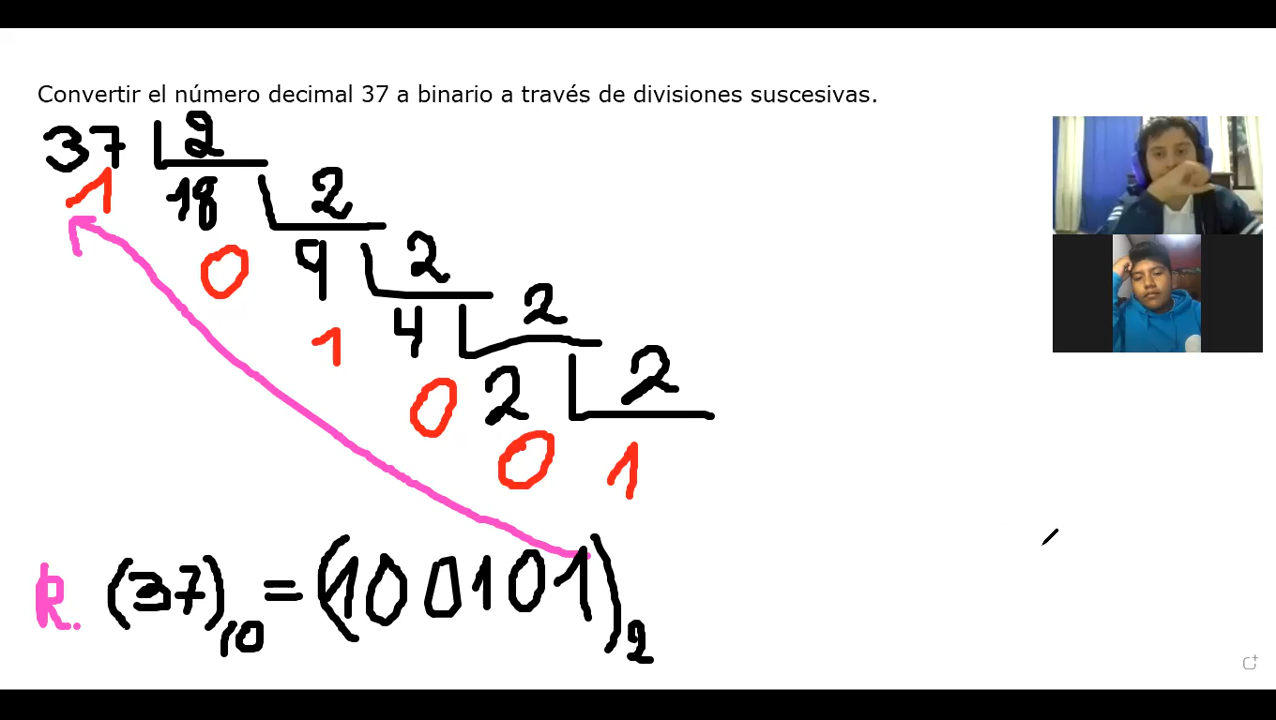 Convertir el número decimal 37 a binario a través de divisiones suscesivas.
37 2
1 18 2
0 9 2
1 4 2
0 2 2
0 1
R. (37)10 = (100101)2